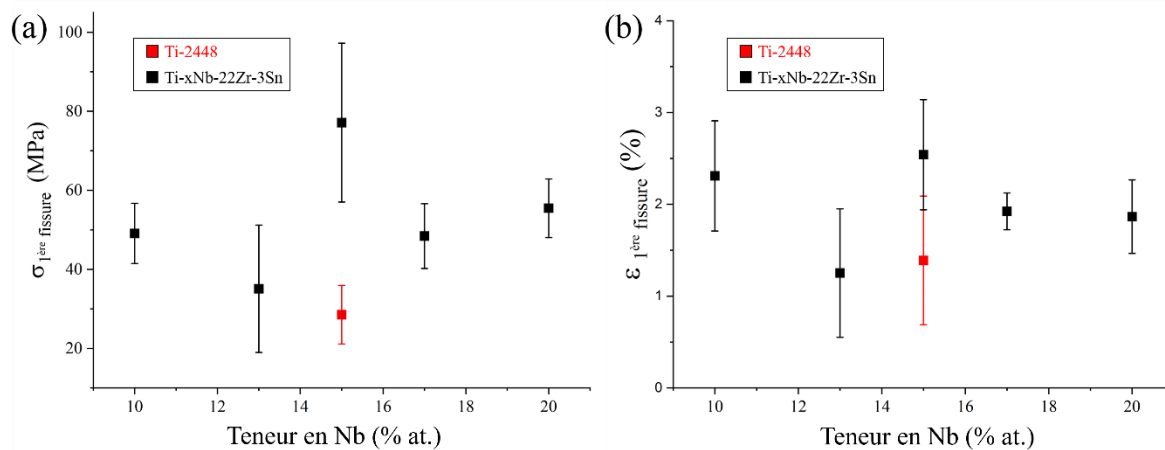 (a)
100
80
60
40
20
σ1ère fissure (MPa)
Ti-2448
Ti-xNb-22Zr-3Sn
10 12 14 16 18 20
Teneur en Nb (% at.)
(b)
4
3
2
1
0
ε 1ère fissure (%)
Ti-2448
Ti-xNb-22Zr-3Sn
10 12 14 16 18 20
Teneur en Nb (% at.)